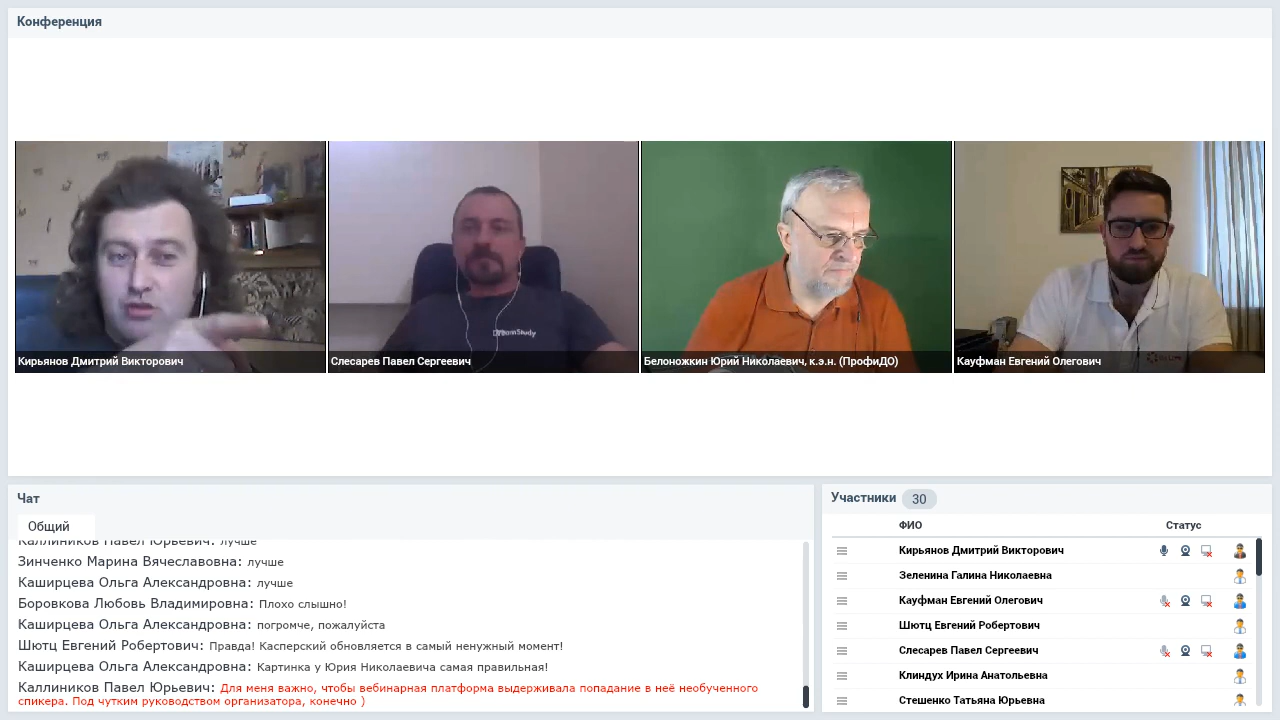 Конференция
DreamStudy
Кирьянов Дмитрий Викторович
Слесарев Павел Сергеевич
Белоножкин Юрий Николаевич, к.э.н. (ПрофиДО)
Кауфман Евгений Олегович
Чат
Общий
Каллиников Павел Юрьевич: лучше
Зинченко Марина Вячеславовна: лучше
Каширцева Ольга Александровна: лучше
Боровкова Любовь Владимировна: Плохо слышно!
Каширцева Ольга Александровна: погромче, пожалуйста
Шютц Евгений Робертович: Правда! Касперский обновляется в самый ненужный момент!
Каширцева Ольга Александровна: Картинка у Юрия Николаевича самая правильная!
Каллиников Павел Юрьевич: Для меня важно, чтобы вебинарная платформа выдерживала попадание в неё необученного
спикера. Под чутким руководством организатора, конечно )
Участники 30
ФИО Статус
Кирьянов Дмитрий Викторович
Зеленина Галина Николаевна
Кауфман Евгений Олегович
Шютц Евгений Робертович
Слесарев Павел Сергеевич
Клиндух Ирина Анатольевна
Стешенко Татьяна Юрьевна